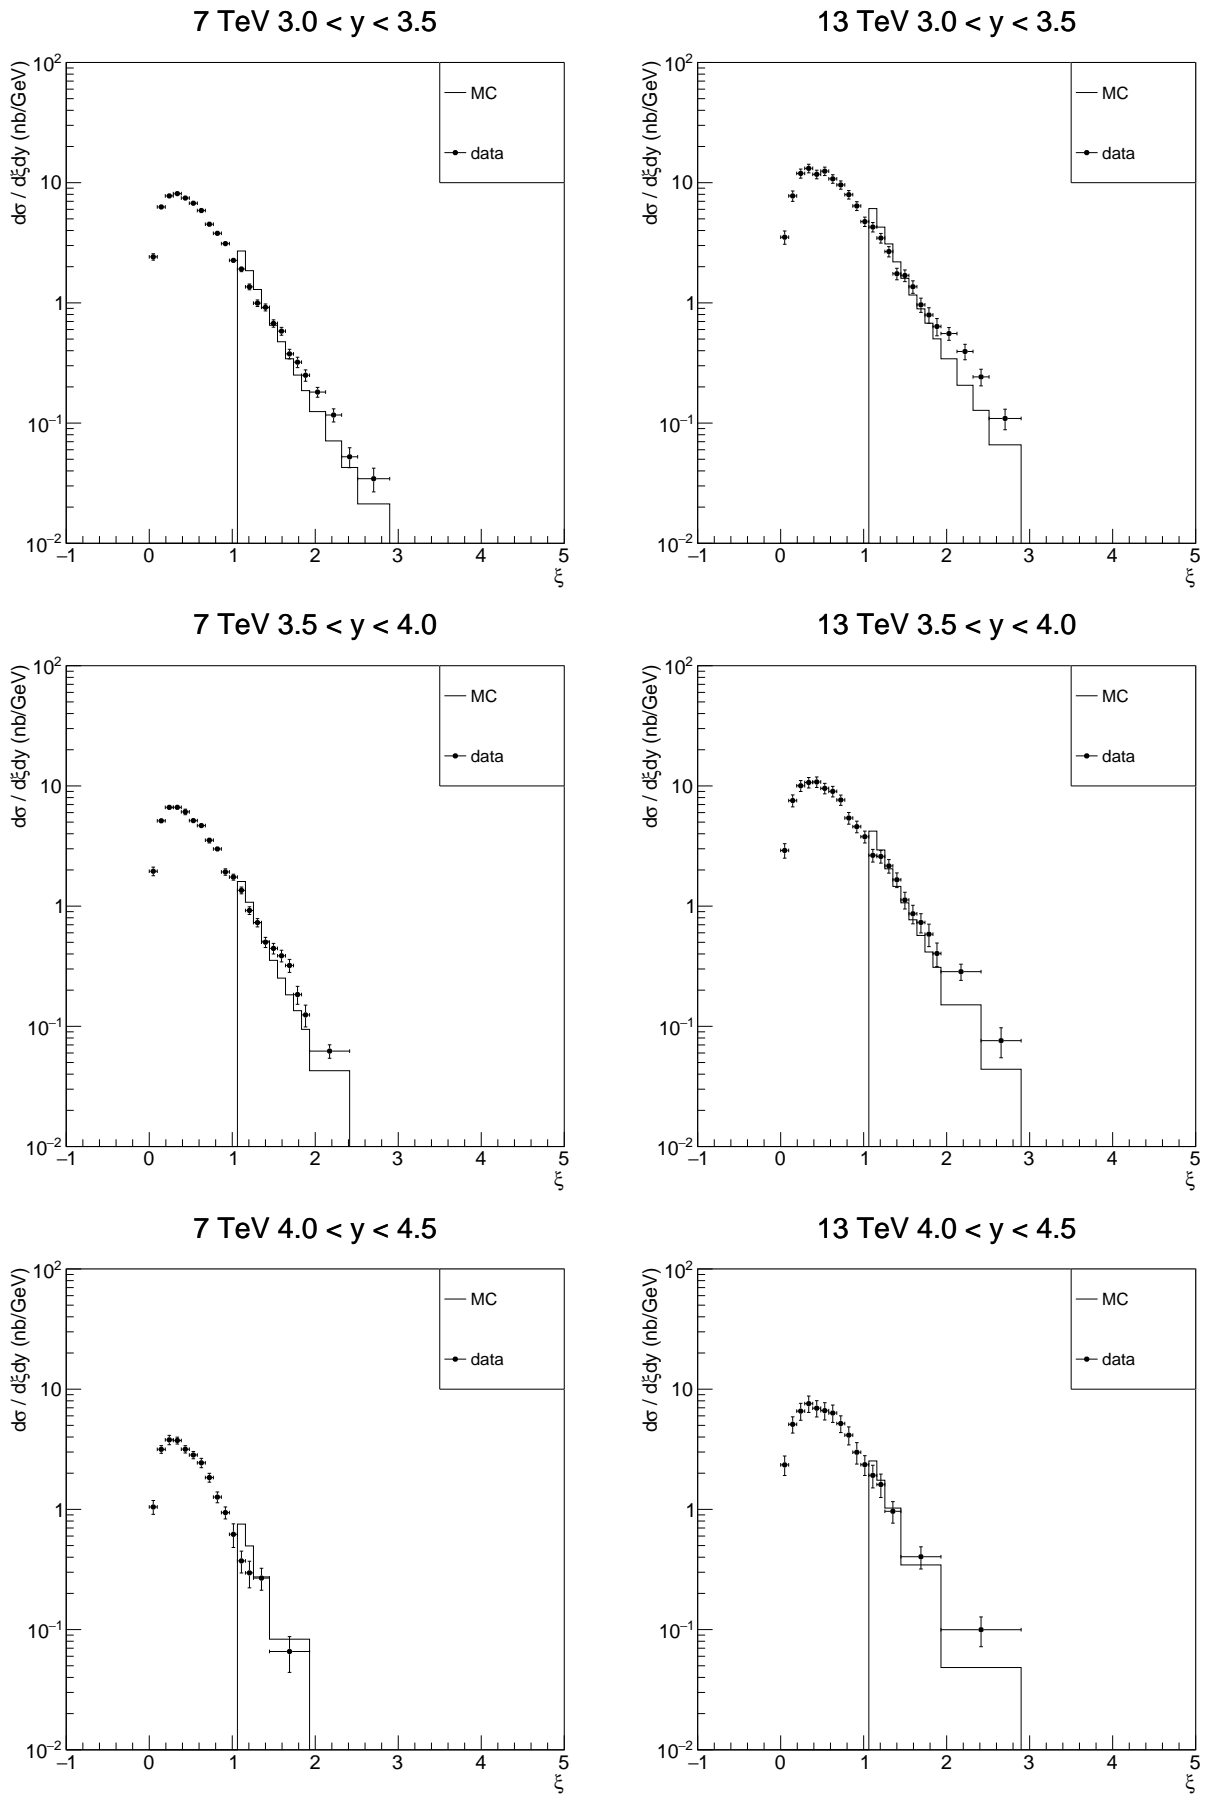 7 TeV 3.0 < y < 3.5
dσ / dξdy (nb/GeV)
10²
10
1
10⁻¹
10⁻²
MC
data
−1 0 1 2 3 4 5
ξ
13 TeV 3.0 < y < 3.5
dσ / dξdy (nb/GeV)
10²
10
1
10⁻¹
10⁻²
MC
data
−1 0 1 2 3 4 5
ξ
7 TeV 3.5 < y < 4.0
dσ / dξdy (nb/GeV)
10²
10
1
10⁻¹
10⁻²
MC
data
−1 0 1 2 3 4 5
ξ
13 TeV 3.5 < y < 4.0
dσ / dξdy (nb/GeV)
10²
10
1
10⁻¹
10⁻²
MC
data
−1 0 1 2 3 4 5
ξ
7 TeV 4.0 < y < 4.5
dσ / dξdy (nb/GeV)
10²
10
1
10⁻¹
10⁻²
MC
data
−1 0 1 2 3 4 5
ξ
13 TeV 4.0 < y < 4.5
dσ / dξdy (nb/GeV)
10²
10
1
10⁻¹
10⁻²
MC
data
−1 0 1 2 3 4 5
ξ